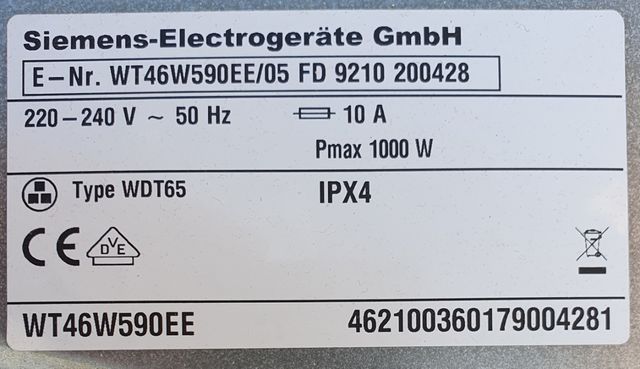 Siemens-Electrogeräte GmbH
E-Nr. WT46W590EE/05 FD 9210 200428
220-240 V ~ 50 Hz 10 A
Pmax 1000 W
Type WDT65 IPX4
CE DVE
WT46W590EE 462100360179004281